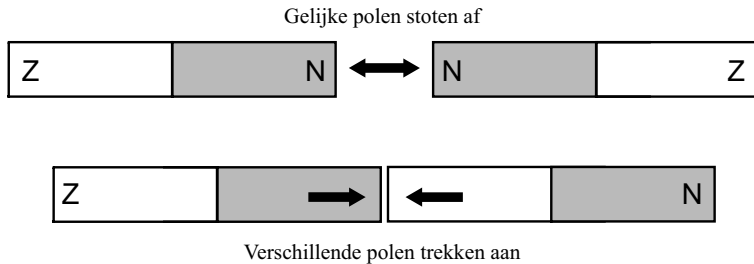 Gelijke polen stoten af
Z N N Z
Z N
Verschillende polen trekken aan